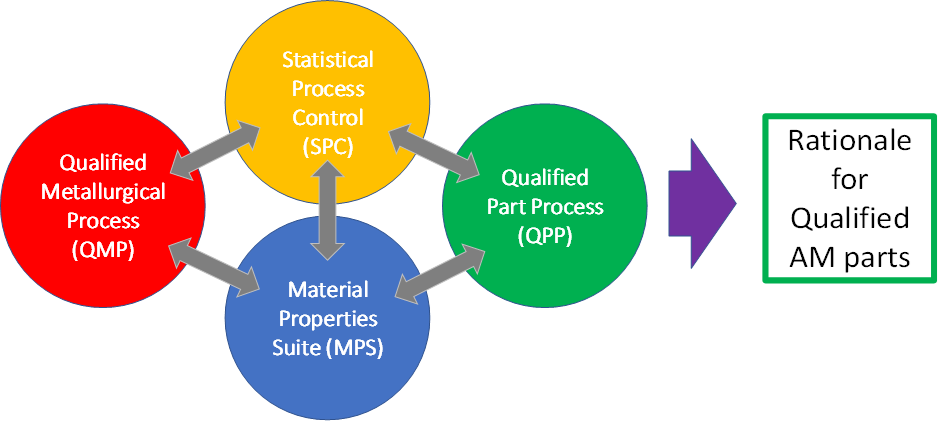 Statistical
Process
Control
(SPC)
Qualified
Metallurgical
Process
(QMP)
Qualified
Part Process
(QPP)
Material
Properties
Suite (MPS)
Rationale
for
Qualified
AM parts